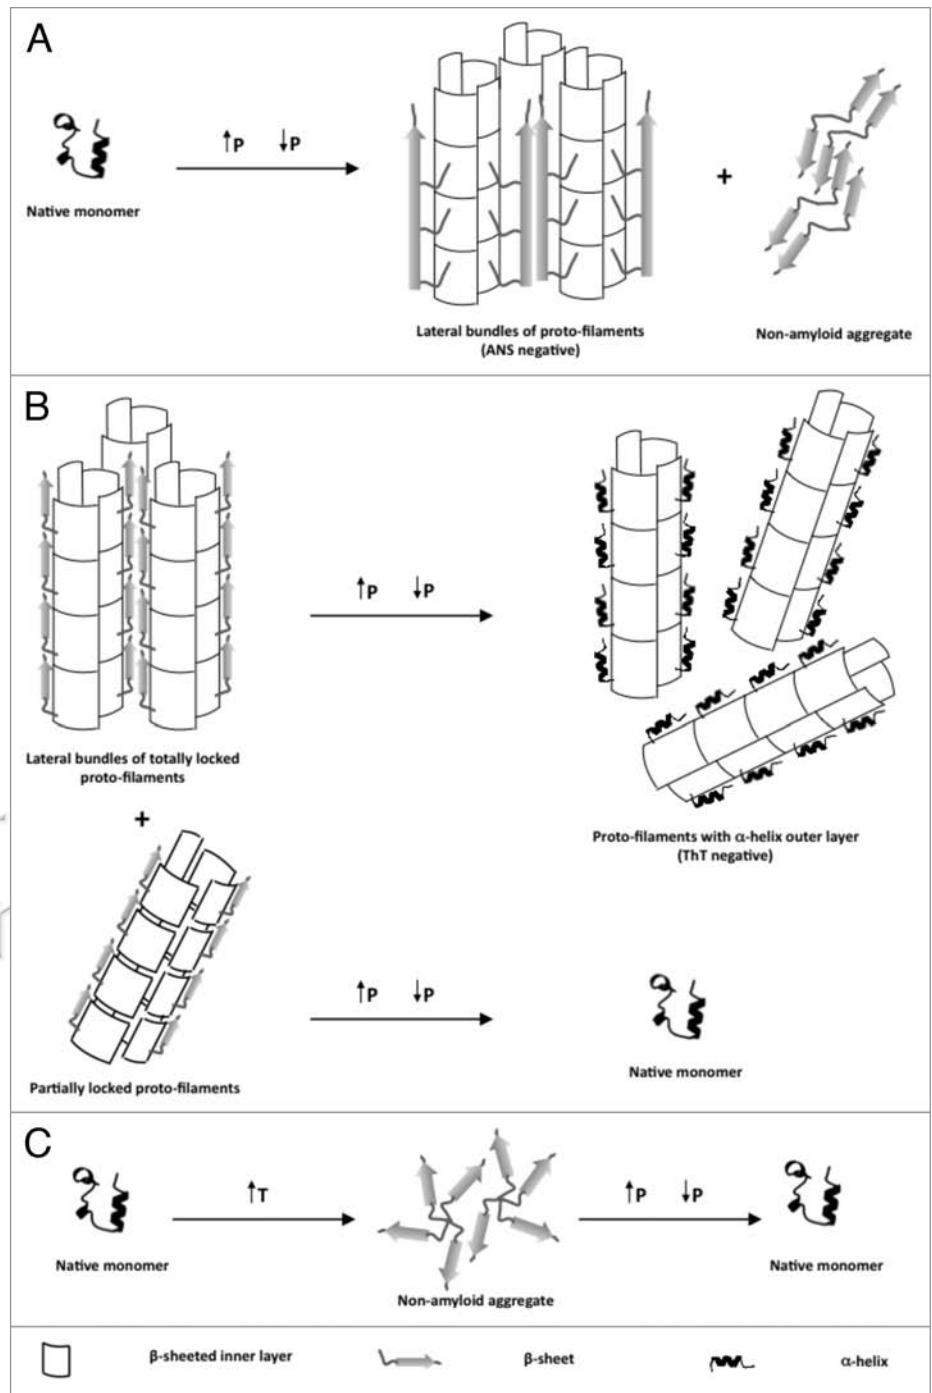 A
↑P ↓P
Native monomer
+
Lateral bundles of proto-filaments
(ANS negative)
Non-amyloid aggregate
B
↑P ↓P
Lateral bundles of totally locked
proto-filaments
+
Proto-filaments with α-helix outer layer
(ThT negative)
↑P ↓P
Partially locked proto-filaments
Native monomer
C
↑T
↑P ↓P
Native monomer
Non-amyloid aggregate
Native monomer
β-sheeted inner layer
β-sheet
α-helix